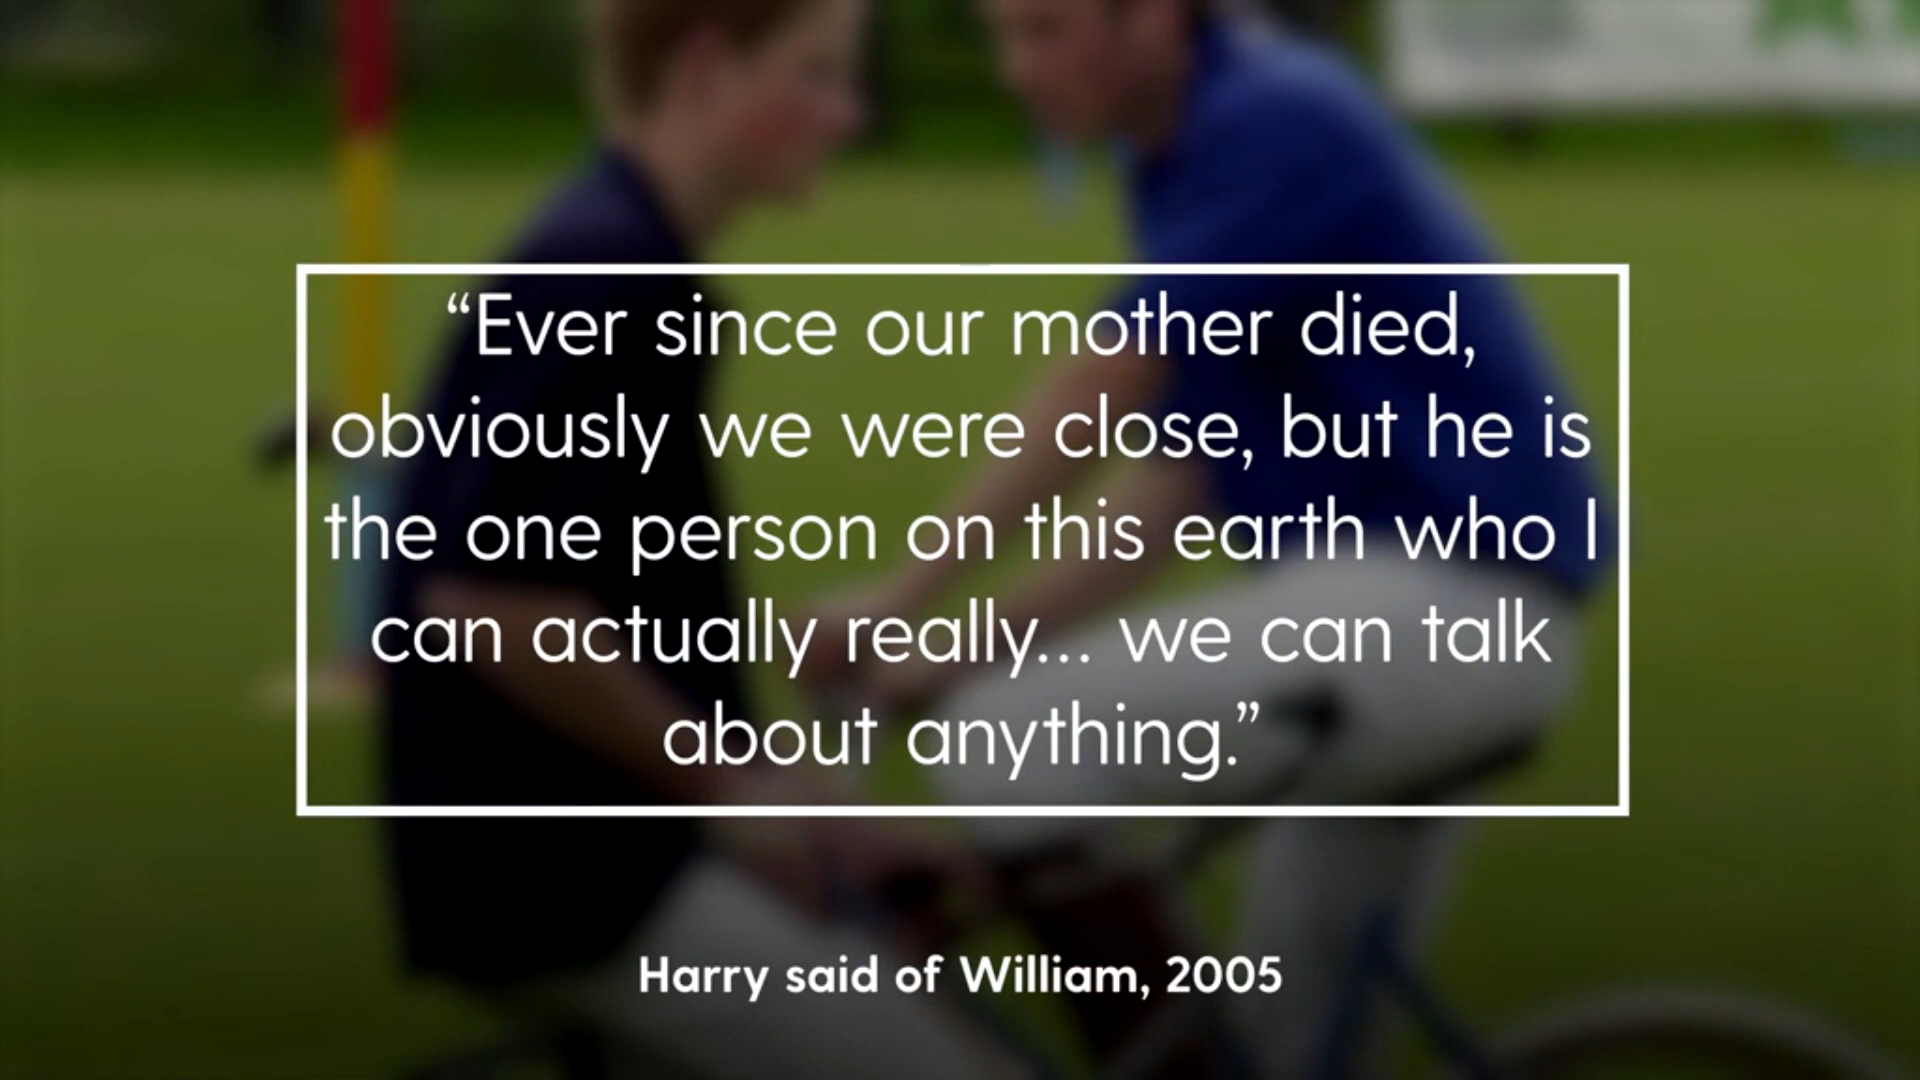 “Ever since our mother died,
obviously we were close, but he is
the one person on this earth who I
can actually really... we can talk
about anything.”
Harry said of William, 2005